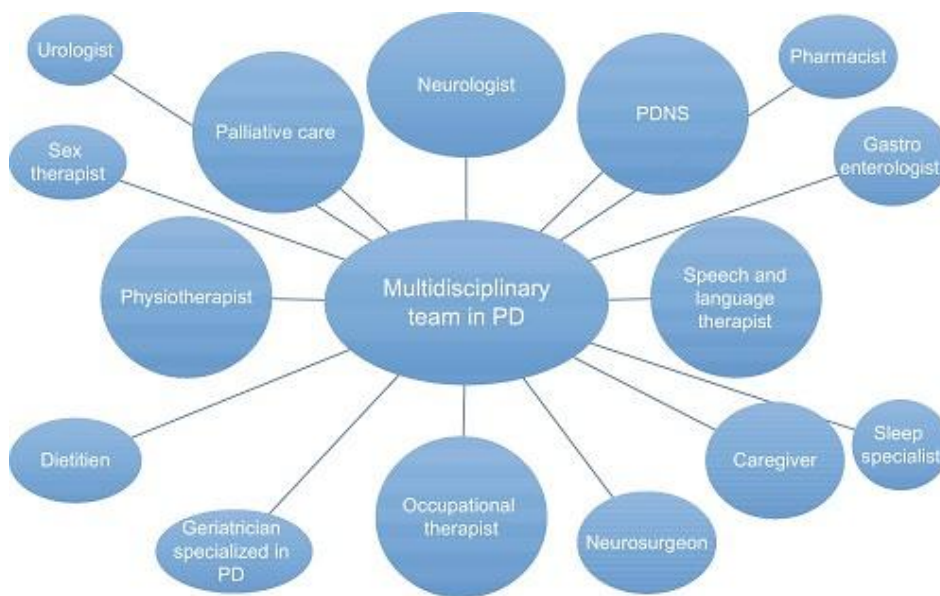 Urologist
Neurologist
Pharmacist
Palliative care
PDNS
Sex
therapist
Gastro
enterologist
Physiotherapist
Multidisciplinary
team in PD
Speech and
language
therapist
Dietitien
Caregiver
Sleep
specialist
Occupational
therapist
Geriatrician
specialized in
PD
Neurosurgeon